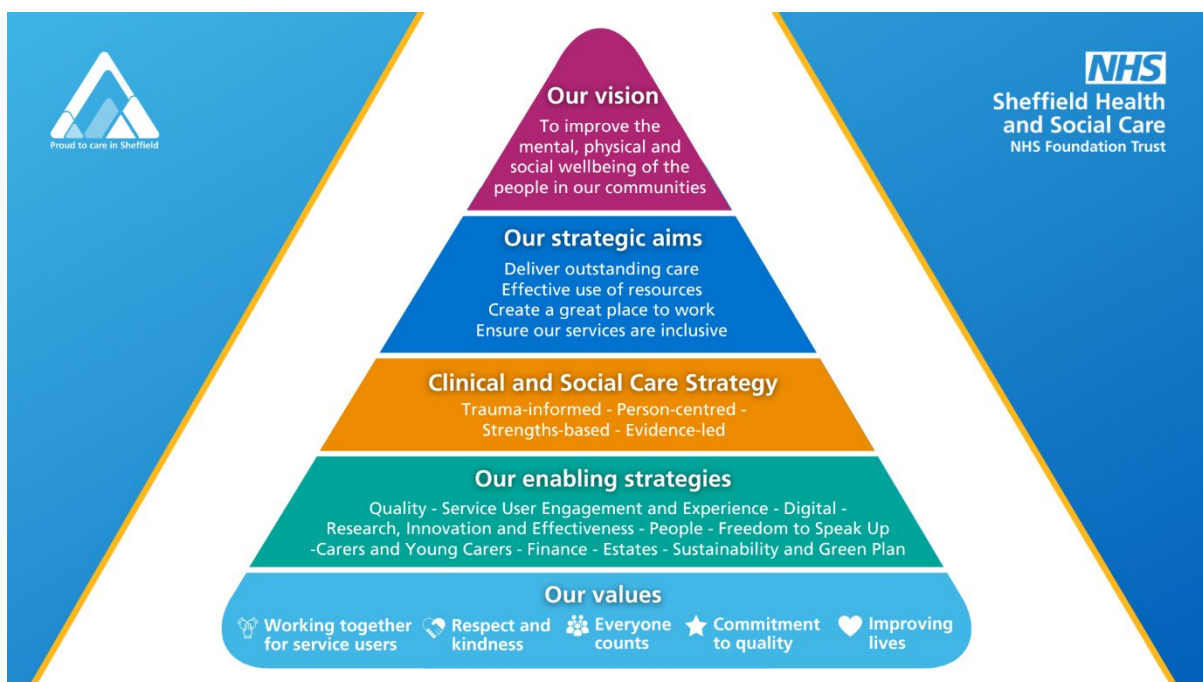 Proud to care in Sheffield
NHS
Sheffield Health
and Social Care
NHS Foundation Trust
Our vision
To improve the
mental, physical and
social wellbeing of the
people in our communities
Our strategic aims
Deliver outstanding care
Effective use of resources
Create a great place to work
Ensure our services are inclusive
Clinical and Social Care Strategy
Trauma-informed - Person-centred -
Strengths-based - Evidence-led
Our enabling strategies
Quality - Service User Engagement and Experience - Digital -
Research, Innovation and Effectiveness - People - Freedom to Speak Up
-Carers and Young Carers - Finance - Estates - Sustainability and Green Plan
Our values
Working together
for service users
Respect and
kindness
Everyone
counts
Commitment
to quality
Improving
lives